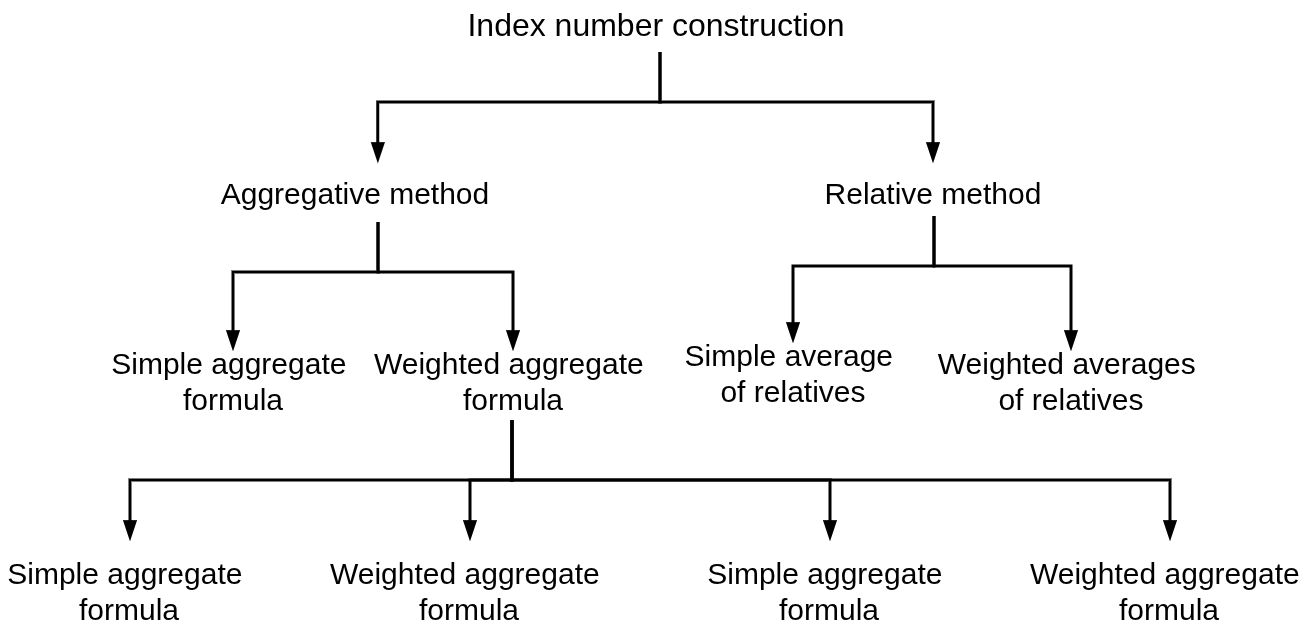 Index number construction
Aggregative method
Relative method
Simple aggregate
formula
Weighted aggregate
formula
Simple average
of relatives
Weighted averages
of relatives
Simple aggregate
formula
Weighted aggregate
formula
Simple aggregate
formula
Weighted aggregate
formula